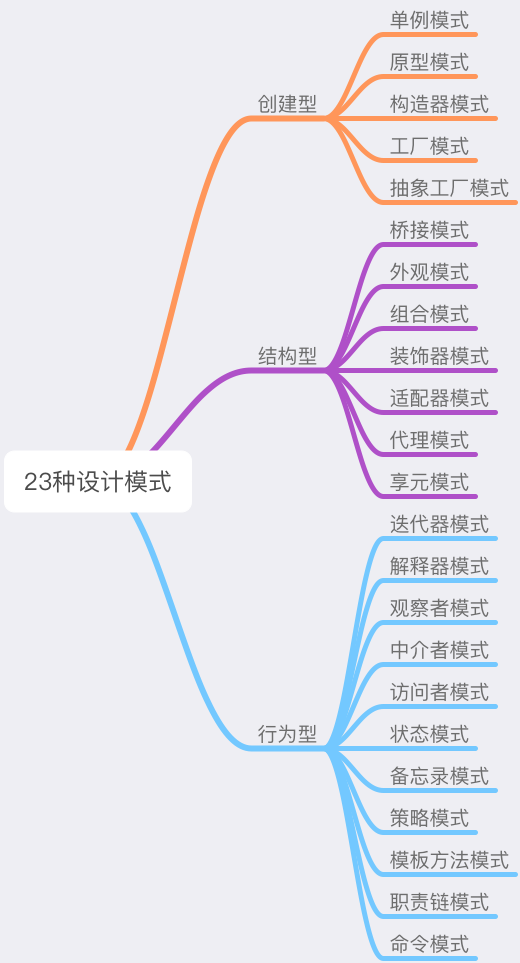 23种设计模式
创建型
单例模式
原型模式
构造器模式
工厂模式
抽象工厂模式
结构型
桥接模式
外观模式
组合模式
装饰器模式
适配器模式
代理模式
享元模式
行为型
迭代器模式
解释器模式
观察者模式
中介者模式
访问者模式
状态模式
备忘录模式
策略模式
模板方法模式
职责链模式
命令模式